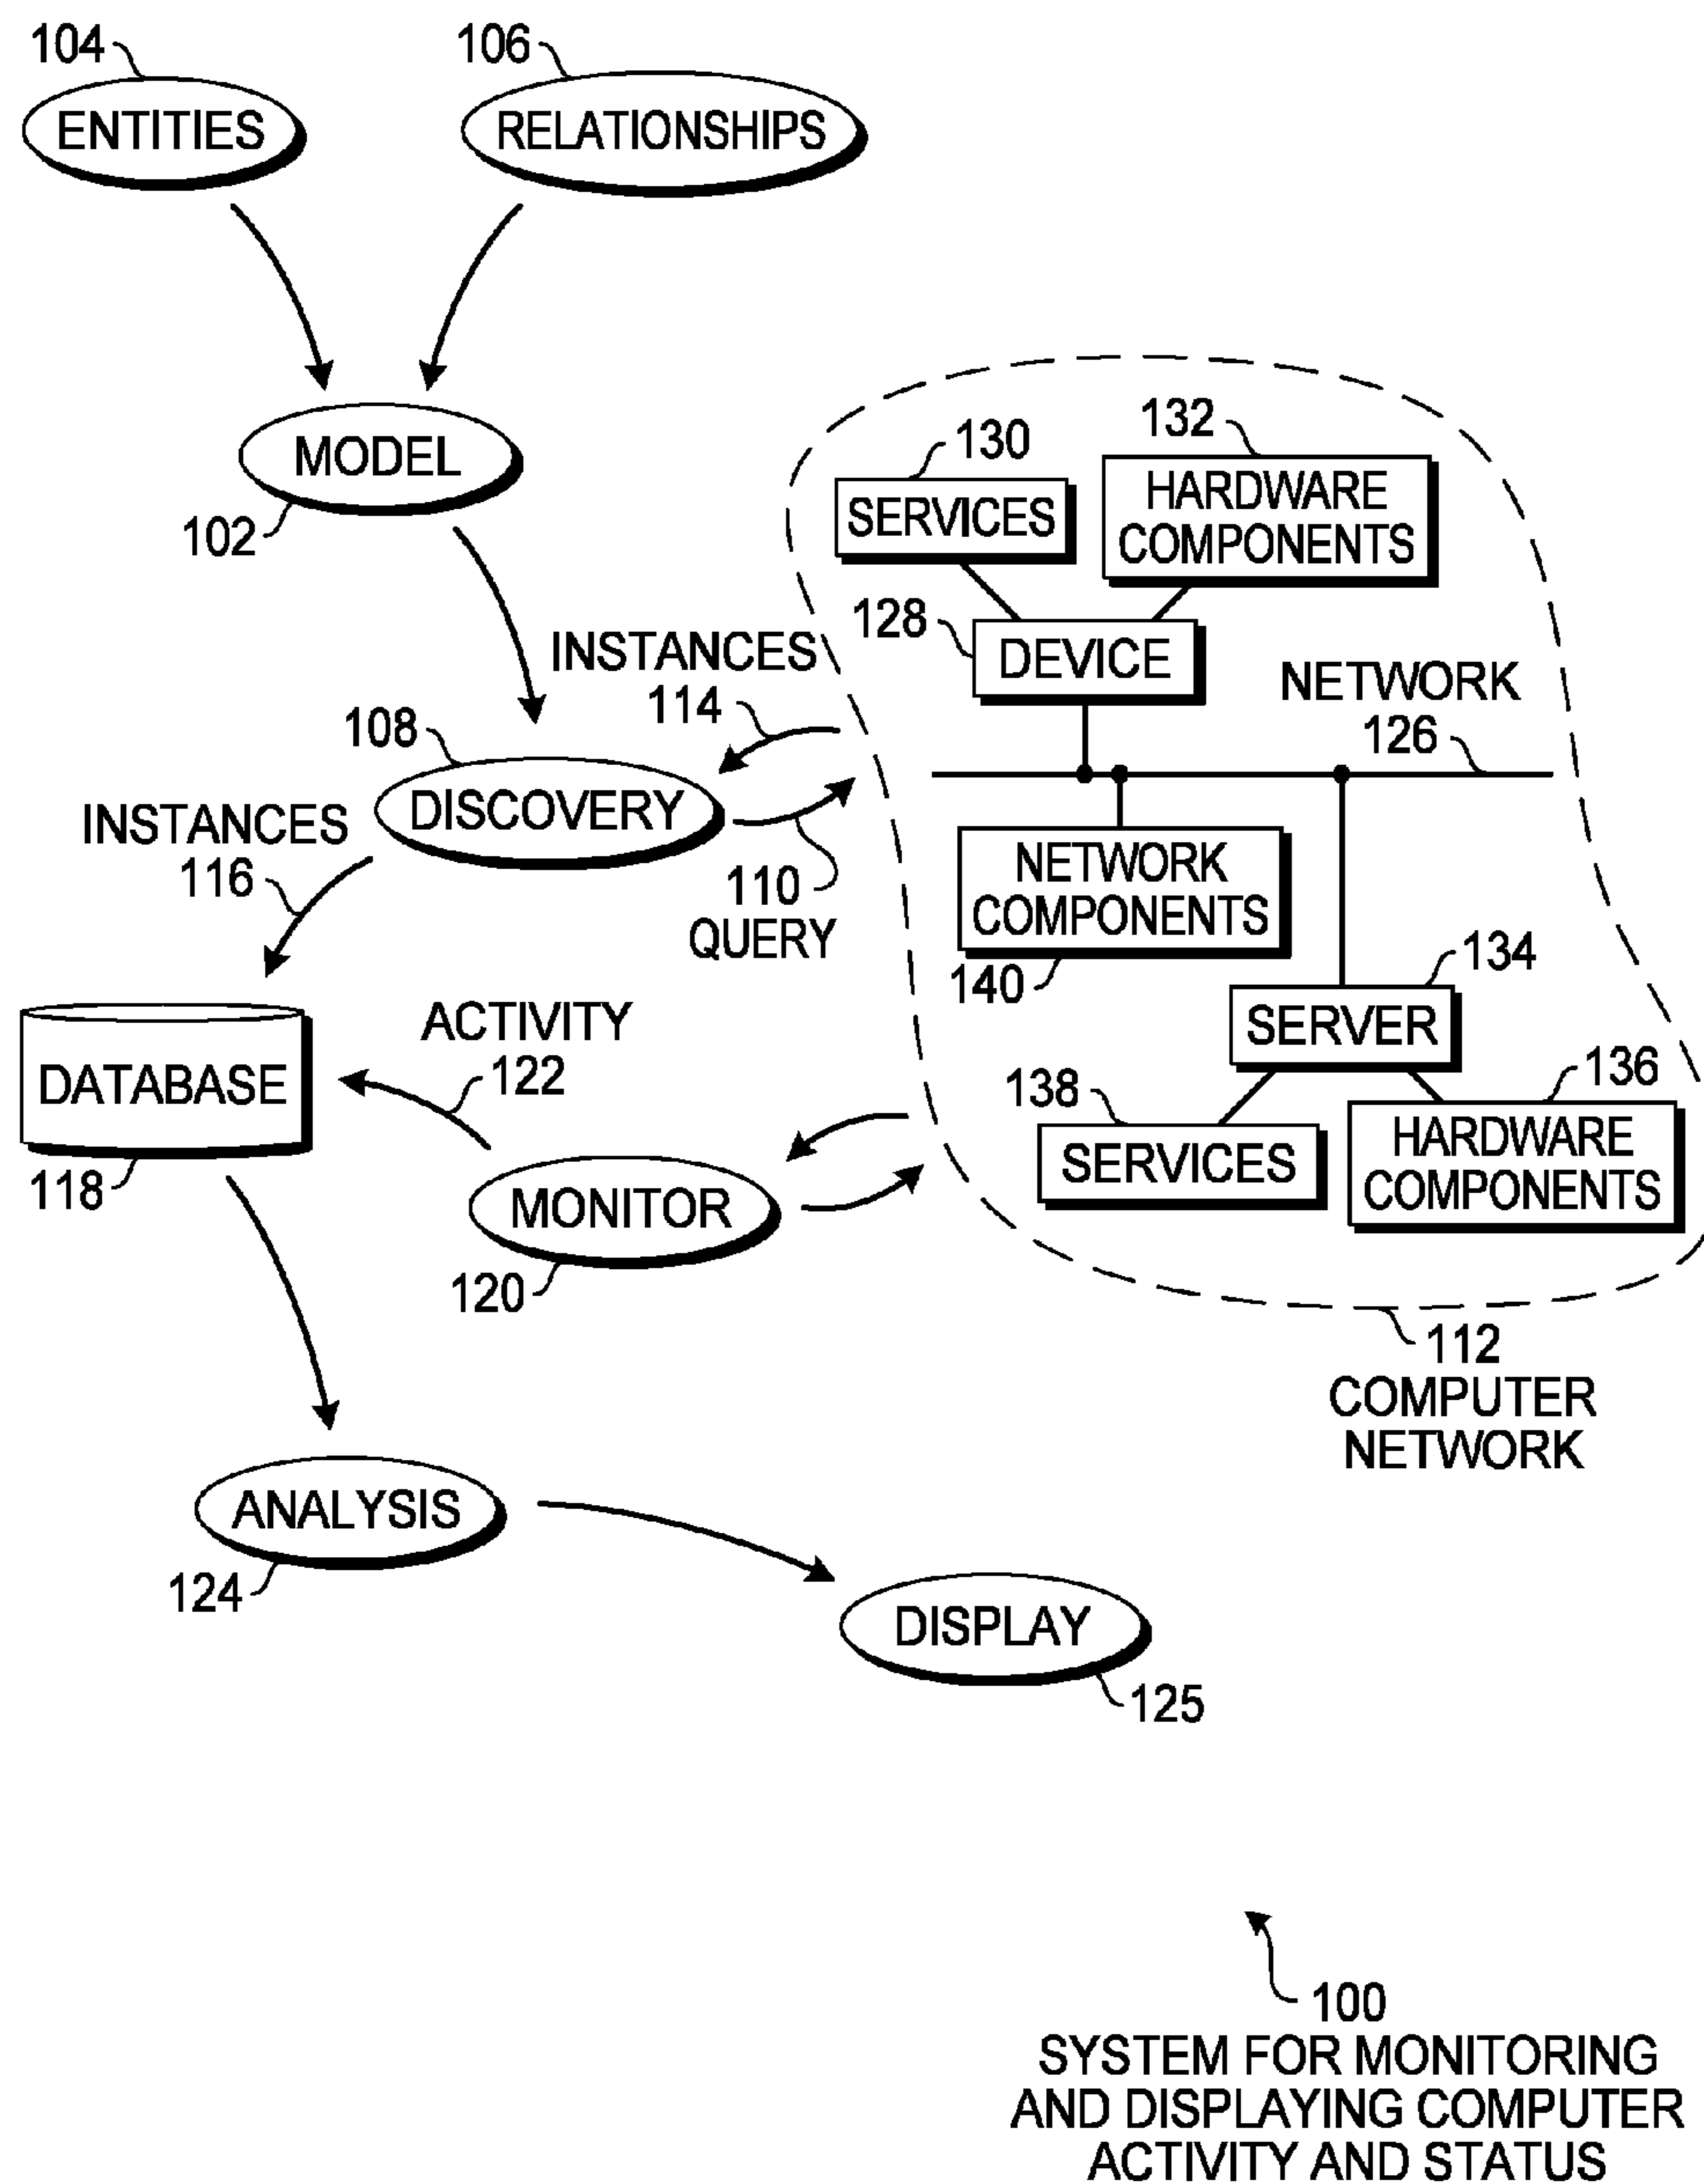 104
106
ENTITIES
RELATIONSHIPS
MODEL
102
130
132
SERVICES
HARDWARE
COMPONENTS
128
DEVICE
INSTANCES
114
NETWORK
126
108
DISCOVERY
INSTANCES
116
110
QUERY
NETWORK
COMPONENTS
140
134
SERVER
ACTIVITY
122
DATABASE
118
138
136
SERVICES
HARDWARE
COMPONENTS
MONITOR
120
112
COMPUTER
NETWORK
ANALYSIS
124
DISPLAY
125
100
SYSTEM FOR MONITORING
AND DISPLAYING COMPUTER
ACTIVITY AND STATUS